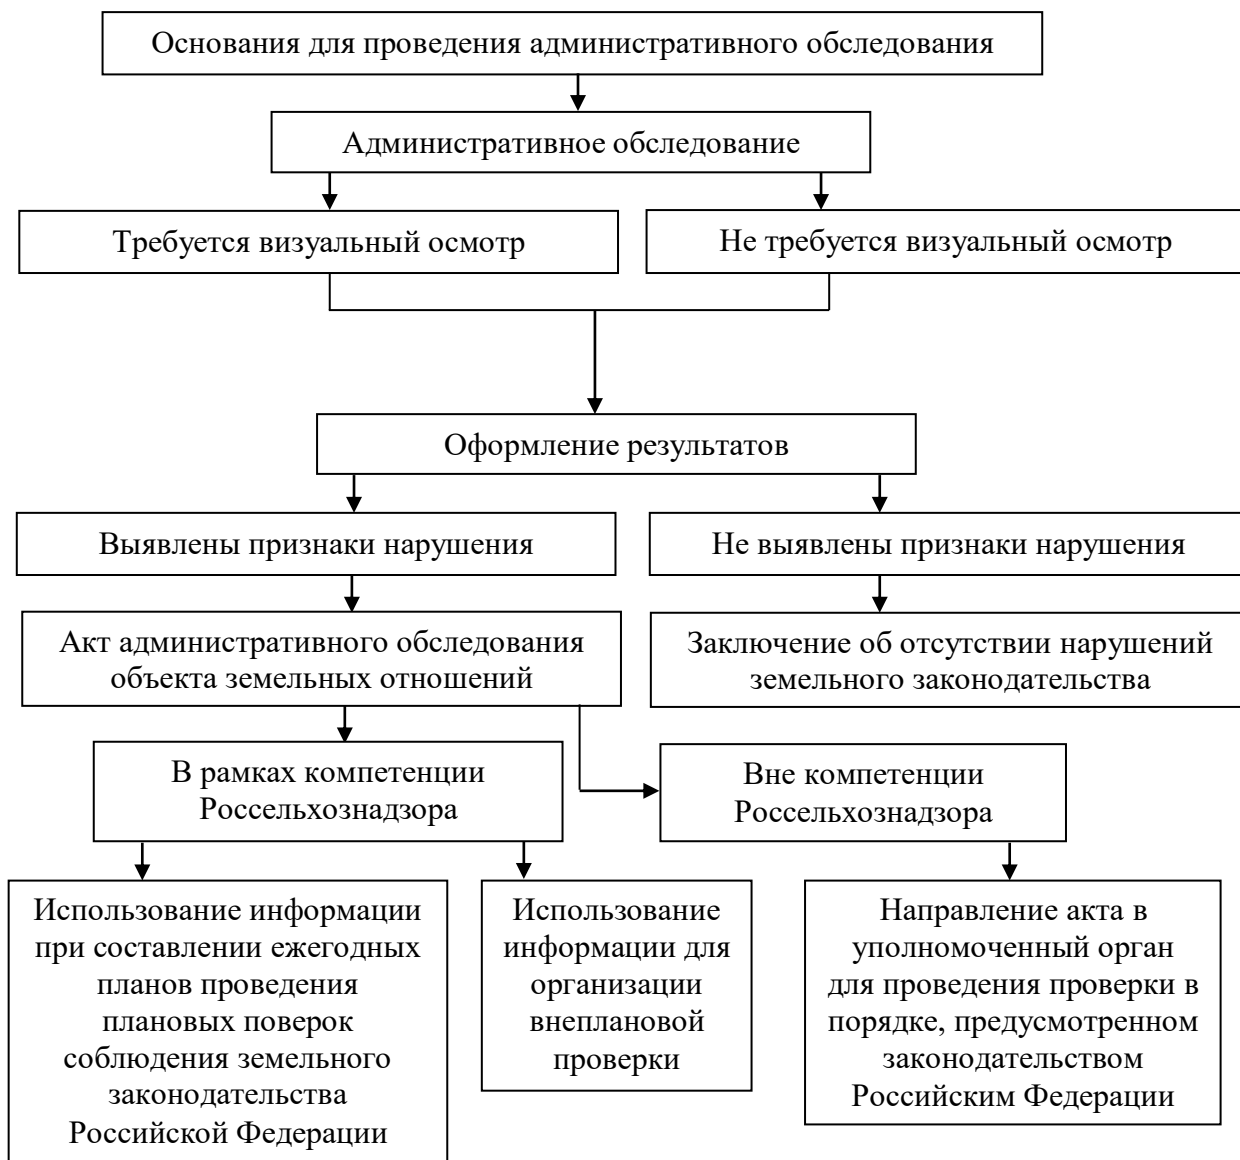 Основания для проведения административного обследования
Административное обследование
Требуется визуальный осмотр
Не требуется визуальный осмотр
Оформление результатов
Выявлены признаки нарушения
Не выявлены признаки нарушения
Акт административного обследования
объекта земельных отношений
Заключение об отсутствии нарушений
земельного законодательства
В рамках компетенции
Россельхознадзора
Вне компетенции
Россельхознадзора
Использование информации
при составлении ежегодных
планов проведения
плановых поверок
соблюдения земельного
законодательства
Российской Федерации
Использование
информации для
организации
внеплановой
проверки
Направление акта в
уполномоченный орган
для проведения проверки в
порядке, предусмотренном
законодательством
Российским Федерации